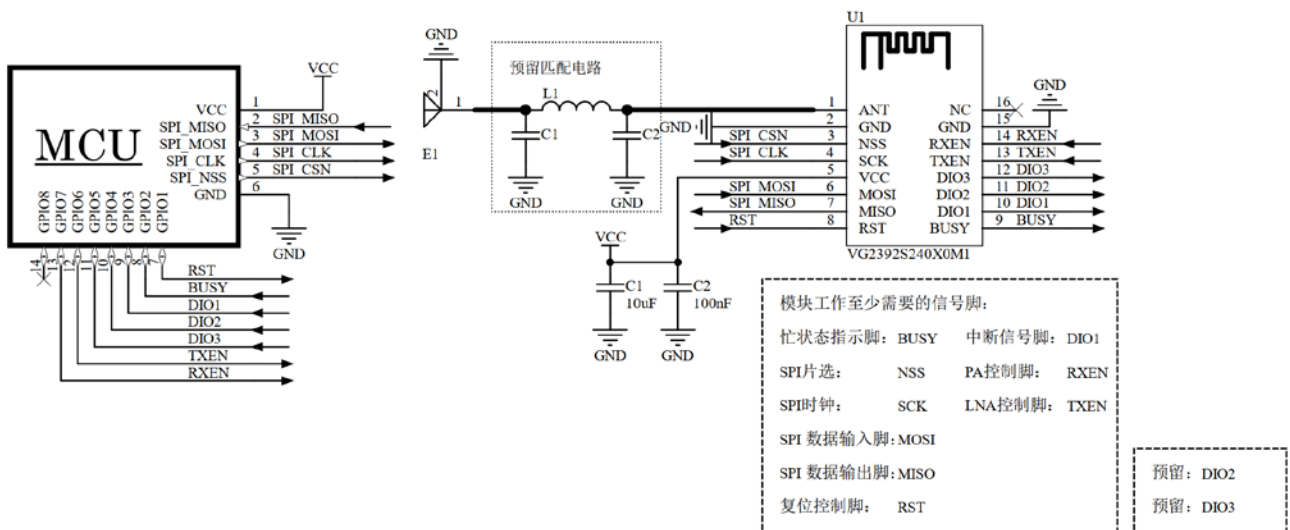 MCU
VCC
VCC
1
SPI_MISO
2
SPI_MISO
SPI_MOSI
3
SPI_MOSI
SPI_CLK
4
SPI_CLK
SPI_NSS
5
SPI_CSN
GND
6
GND
GPIO8
GPIO7
GPIO6
GPIO5
GPIO4
GPIO3
GPIO2
GPIO1
14
13
12
11
10
9
8
7
RST
BUSY
DIO1
DIO2
DIO3
TXEN
RXEN
GND
2
1
E1
预留匹配电路
L1
C1
C2
GND
GND
U1
1
ANT
GND
2
GND
SPI_CSN
3
NSS
SPI_CLK
4
SCK
5
VCC
SPI_MOSI
6
MOSI
SPI_MISO
7
MISO
RST
8
RST
NC
16
GND
GND
15
RXEN
14
RXEN
TXEN
13
TXEN
DIO3
12
DIO3
DIO2
11
DIO2
DIO1
10
DIO1
BUSY
9
BUSY
VG2392S240X0M1
VCC
C1
10uF
C2
100nF
GND
GND
模块工作至少需要的信号脚：
忙状态指示脚：BUSY 中断信号脚：DIO1
SPI片选： NSS PA控制脚： RXEN
SPI时钟： SCK LNA控制脚：TXEN
SPI 数据输入脚：MOSI
SPI 数据输出脚：MISO
复位控制脚： RST
预留：DIO2
预留：DIO3